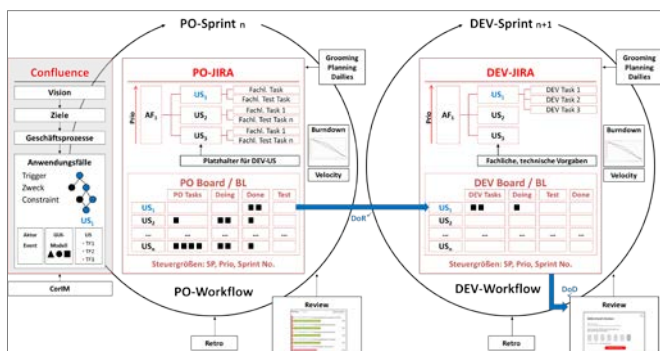 PO-Sprint n
DEV-Sprint n+1
Confluence
Vision
Ziele
Geschäftsprozesse
Anwendungsfälle
Trigger
Zweck
Constraint
US1
Aktor
Event
GUI-
Modell
US
- TF1
- TF2
- TF3
CerIM
PO-JIRA
Prio
AF1
US1
US2
US3
Fachl. Task
Fachl. Test Task
Fachl. Task 1
Fachl. Test Task n
Fachl. Task 1
Fachl. Test Task n
Platzhalter für DEV-US
PO Board / BL
PO Tasks
Doing
Done
Test
US1
US2
...
...
...
...
USn
Steuergrößen: SP, Prio, Sprint No.
PO-Workflow
Grooming
Planning
Dailies
Burndown
Velocity
Retro
Review
DoR
DEV-JIRA
Prio
AF1
US1
US2
US3
DEV Task 1
DEV Task 2
DEV Task 3
Fachliche, technische Vorgaben
DEV Board / BL
DEV Tasks
Doing
Test
Done
US1
US2
...
...
...
...
USn
Steuergrößen: SP, Prio, Sprint No.
DEV-Workflow
Grooming
Planning
Dailies
Burndown
Velocity
DoD
Retro
Review